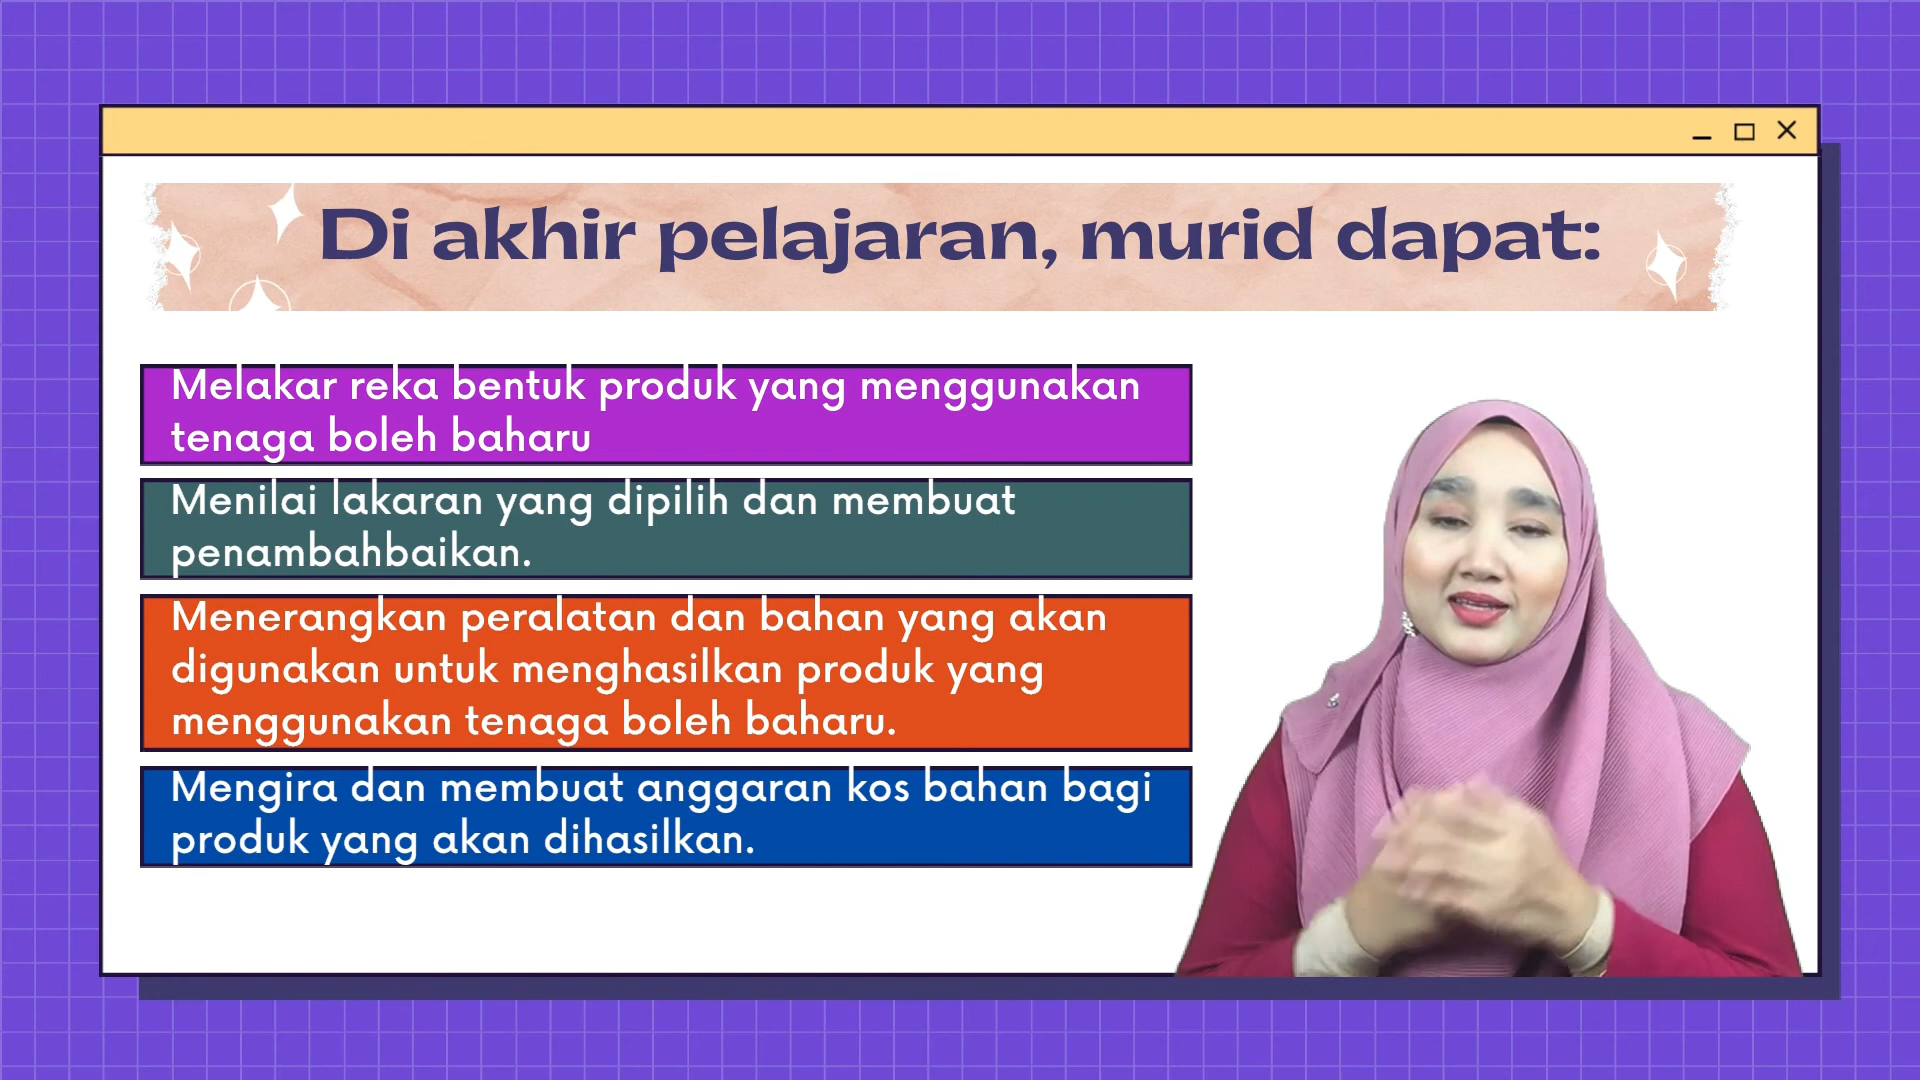 Di akhir pelajaran, murid dapat:
Melakar reka bentuk produk yang menggunakan
tenaga boleh baharu
Menilai lakaran yang dipilih dan membuat
penambahbaikan.
Menerangkan peralatan dan bahan yang akan
digunakan untuk menghasilkan produk yang
menggunakan tenaga boleh baharu.
Mengira dan membuat anggaran kos bahan bagi
produk yang akan dihasilkan.